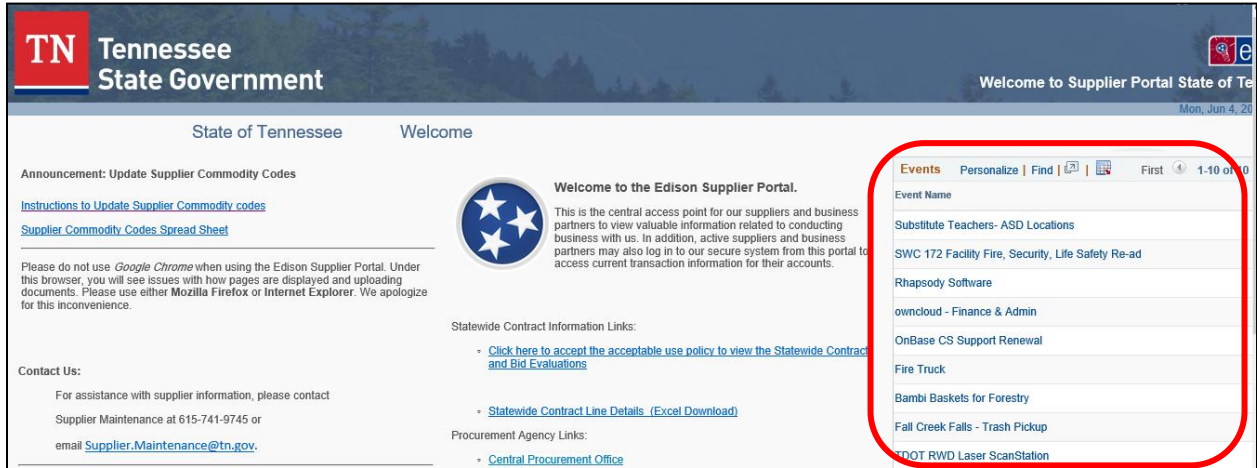 TN Tennessee
State Government
Welcome to Supplier Portal State of
Mon, Jun 4,
State of Tennessee Welcome
Announcement: Update Supplier Commodity Codes
Instructions to Update Supplier Commodity codes
Supplier Commodity Codes Spread Sheet
Please do not use Google Chrome when using the Edison Supplier Portal. Under
this browser, you will see issues with how pages are displayed and uploading
documents. Please use either Mozilla Firefox or Internet Explorer. We apologize
for this inconvenience.
Contact Us:
For assistance with supplier information, please contact
Supplier Maintenance at 615-741-9745 or
email Supplier.Maintenance@tn.gov.
Welcome to the Edison Supplier Portal.
This is the central access point for our suppliers and business
partners to view valuable information related to conducting
business with us. In addition, active suppliers and business
partners may also log in to our secure system from this portal to
access current transaction information for their accounts.
Statewide Contract Information Links:
Click here to accept the acceptable use policy to view the Statewide Contract
and Bid Evaluations
Statewide Contract Line Details (Excel Download)
Procurement Agency Links:
Central Procurement Office
Events Personalize | Find | | First 1-10 of
Event Name
Substitute Teachers- ASD Locations
SWC 172 Facility Fire, Security, Life Safety Re-ad
Rhapsody Software
owncloud - Finance & Admin
OnBase CS Support Renewal
Fire Truck
Bambi Baskets for Forestry
Fall Creek Falls - Trash Pickup
TDOT RWD Laser ScanStation